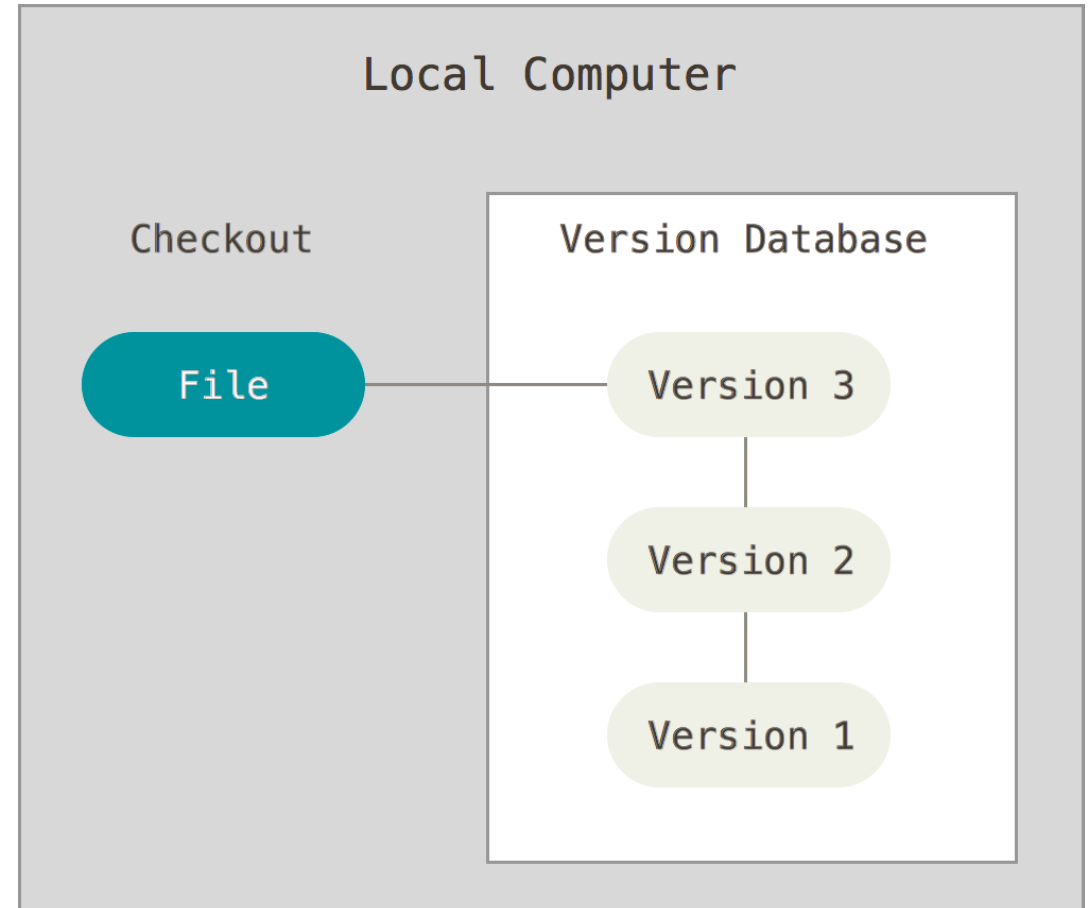 Local Computer
Checkout
Version Database
File
Version 3
Version 2
Version 1